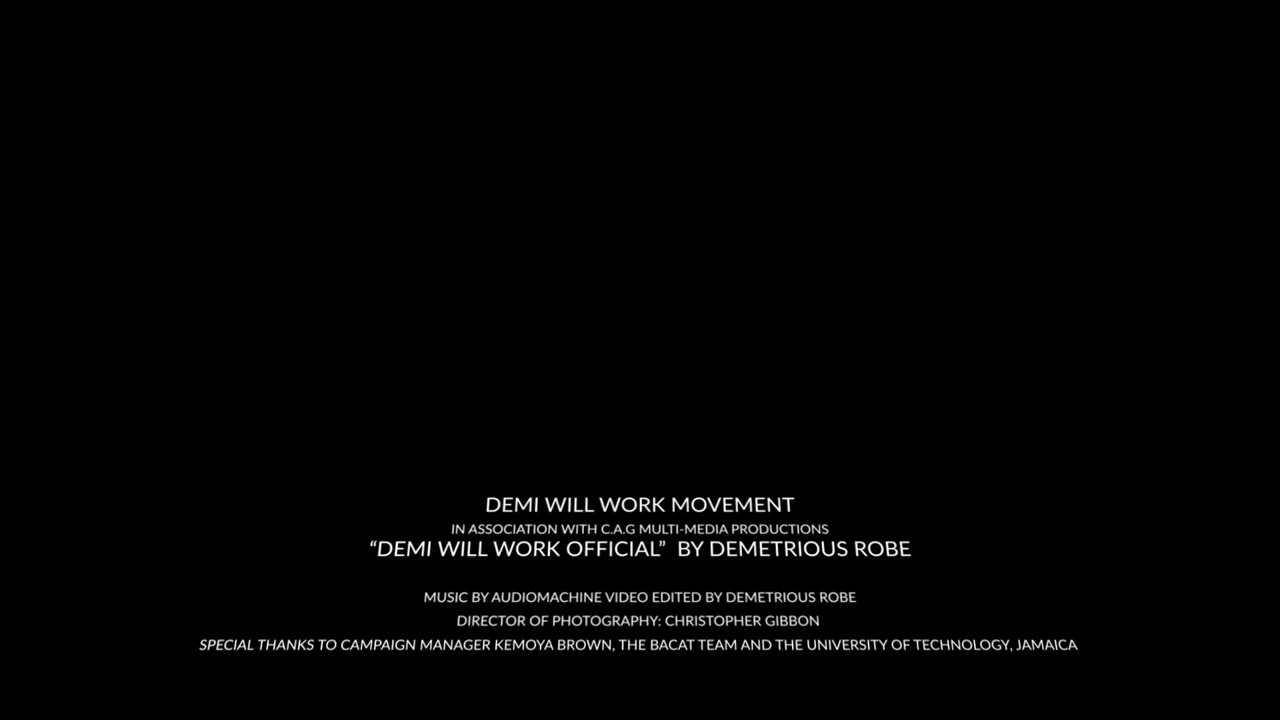 DEMI WILL WORK MOVEMENT
IN ASSOCIATION WITH C.A.G MULTI-MEDIA PRODUCTIONS
“DEMI WILL WORK OFFICIAL” BY DEMETRIOUS ROBE
MUSIC BY AUDIOMACHINE VIDEO EDITED BY DEMETRIOUS ROBE
DIRECTOR OF PHOTOGRAPHY: CHRISTOPHER GIBBON
SPECIAL THANKS TO CAMPAIGN MANAGER KEMOYA BROWN, THE BACAT TEAM AND THE UNIVERSITY OF TECHNOLOGY, JAMAICA